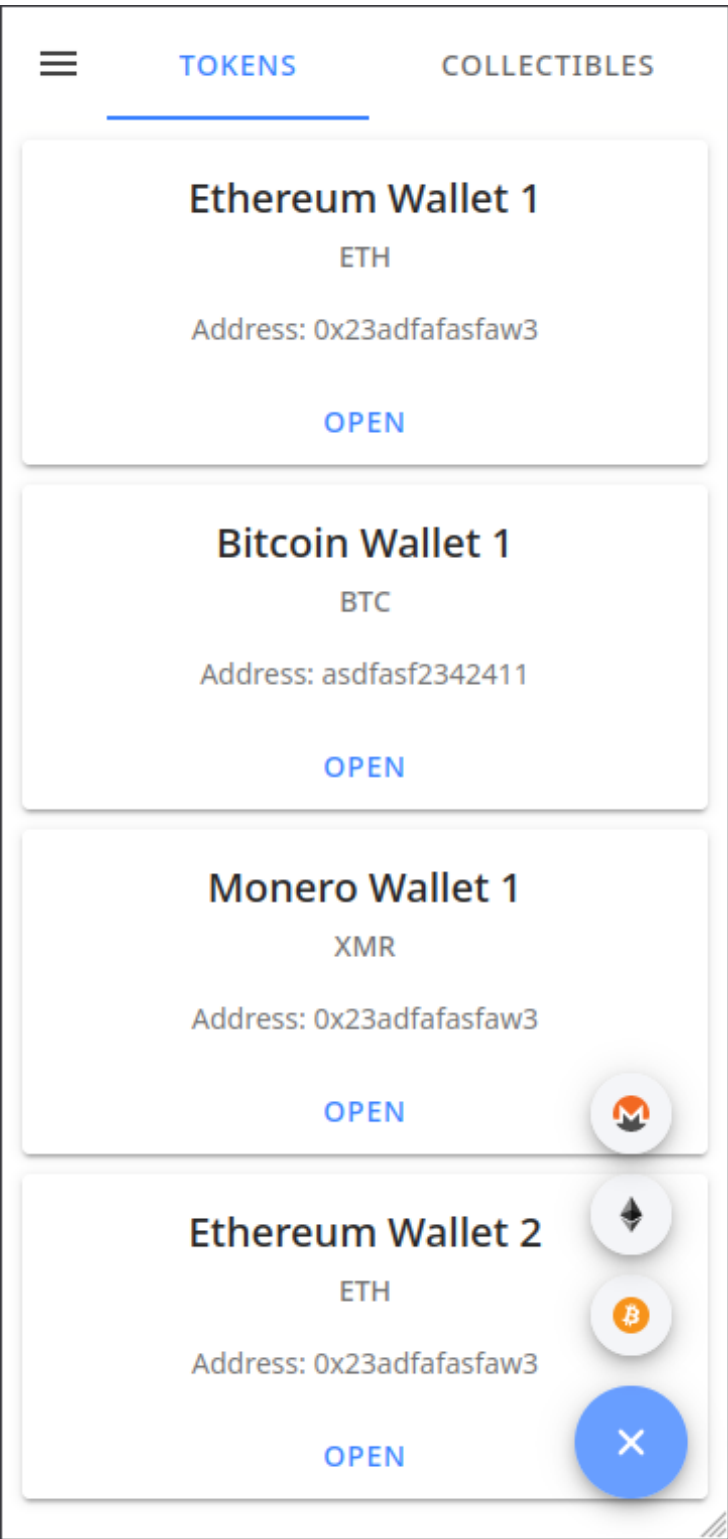 TOKENS COLLECTIBLES
Ethereum Wallet 1
ETH
Address: 0x23adfafasfaw3
OPEN
Bitcoin Wallet 1
BTC
Address: asdfasf2342411
OPEN
Monero Wallet 1
XMR
Address: 0x23adfafasfaw3
OPEN
Ethereum Wallet 2
ETH
Address: 0x23adfafasfaw3
OPEN